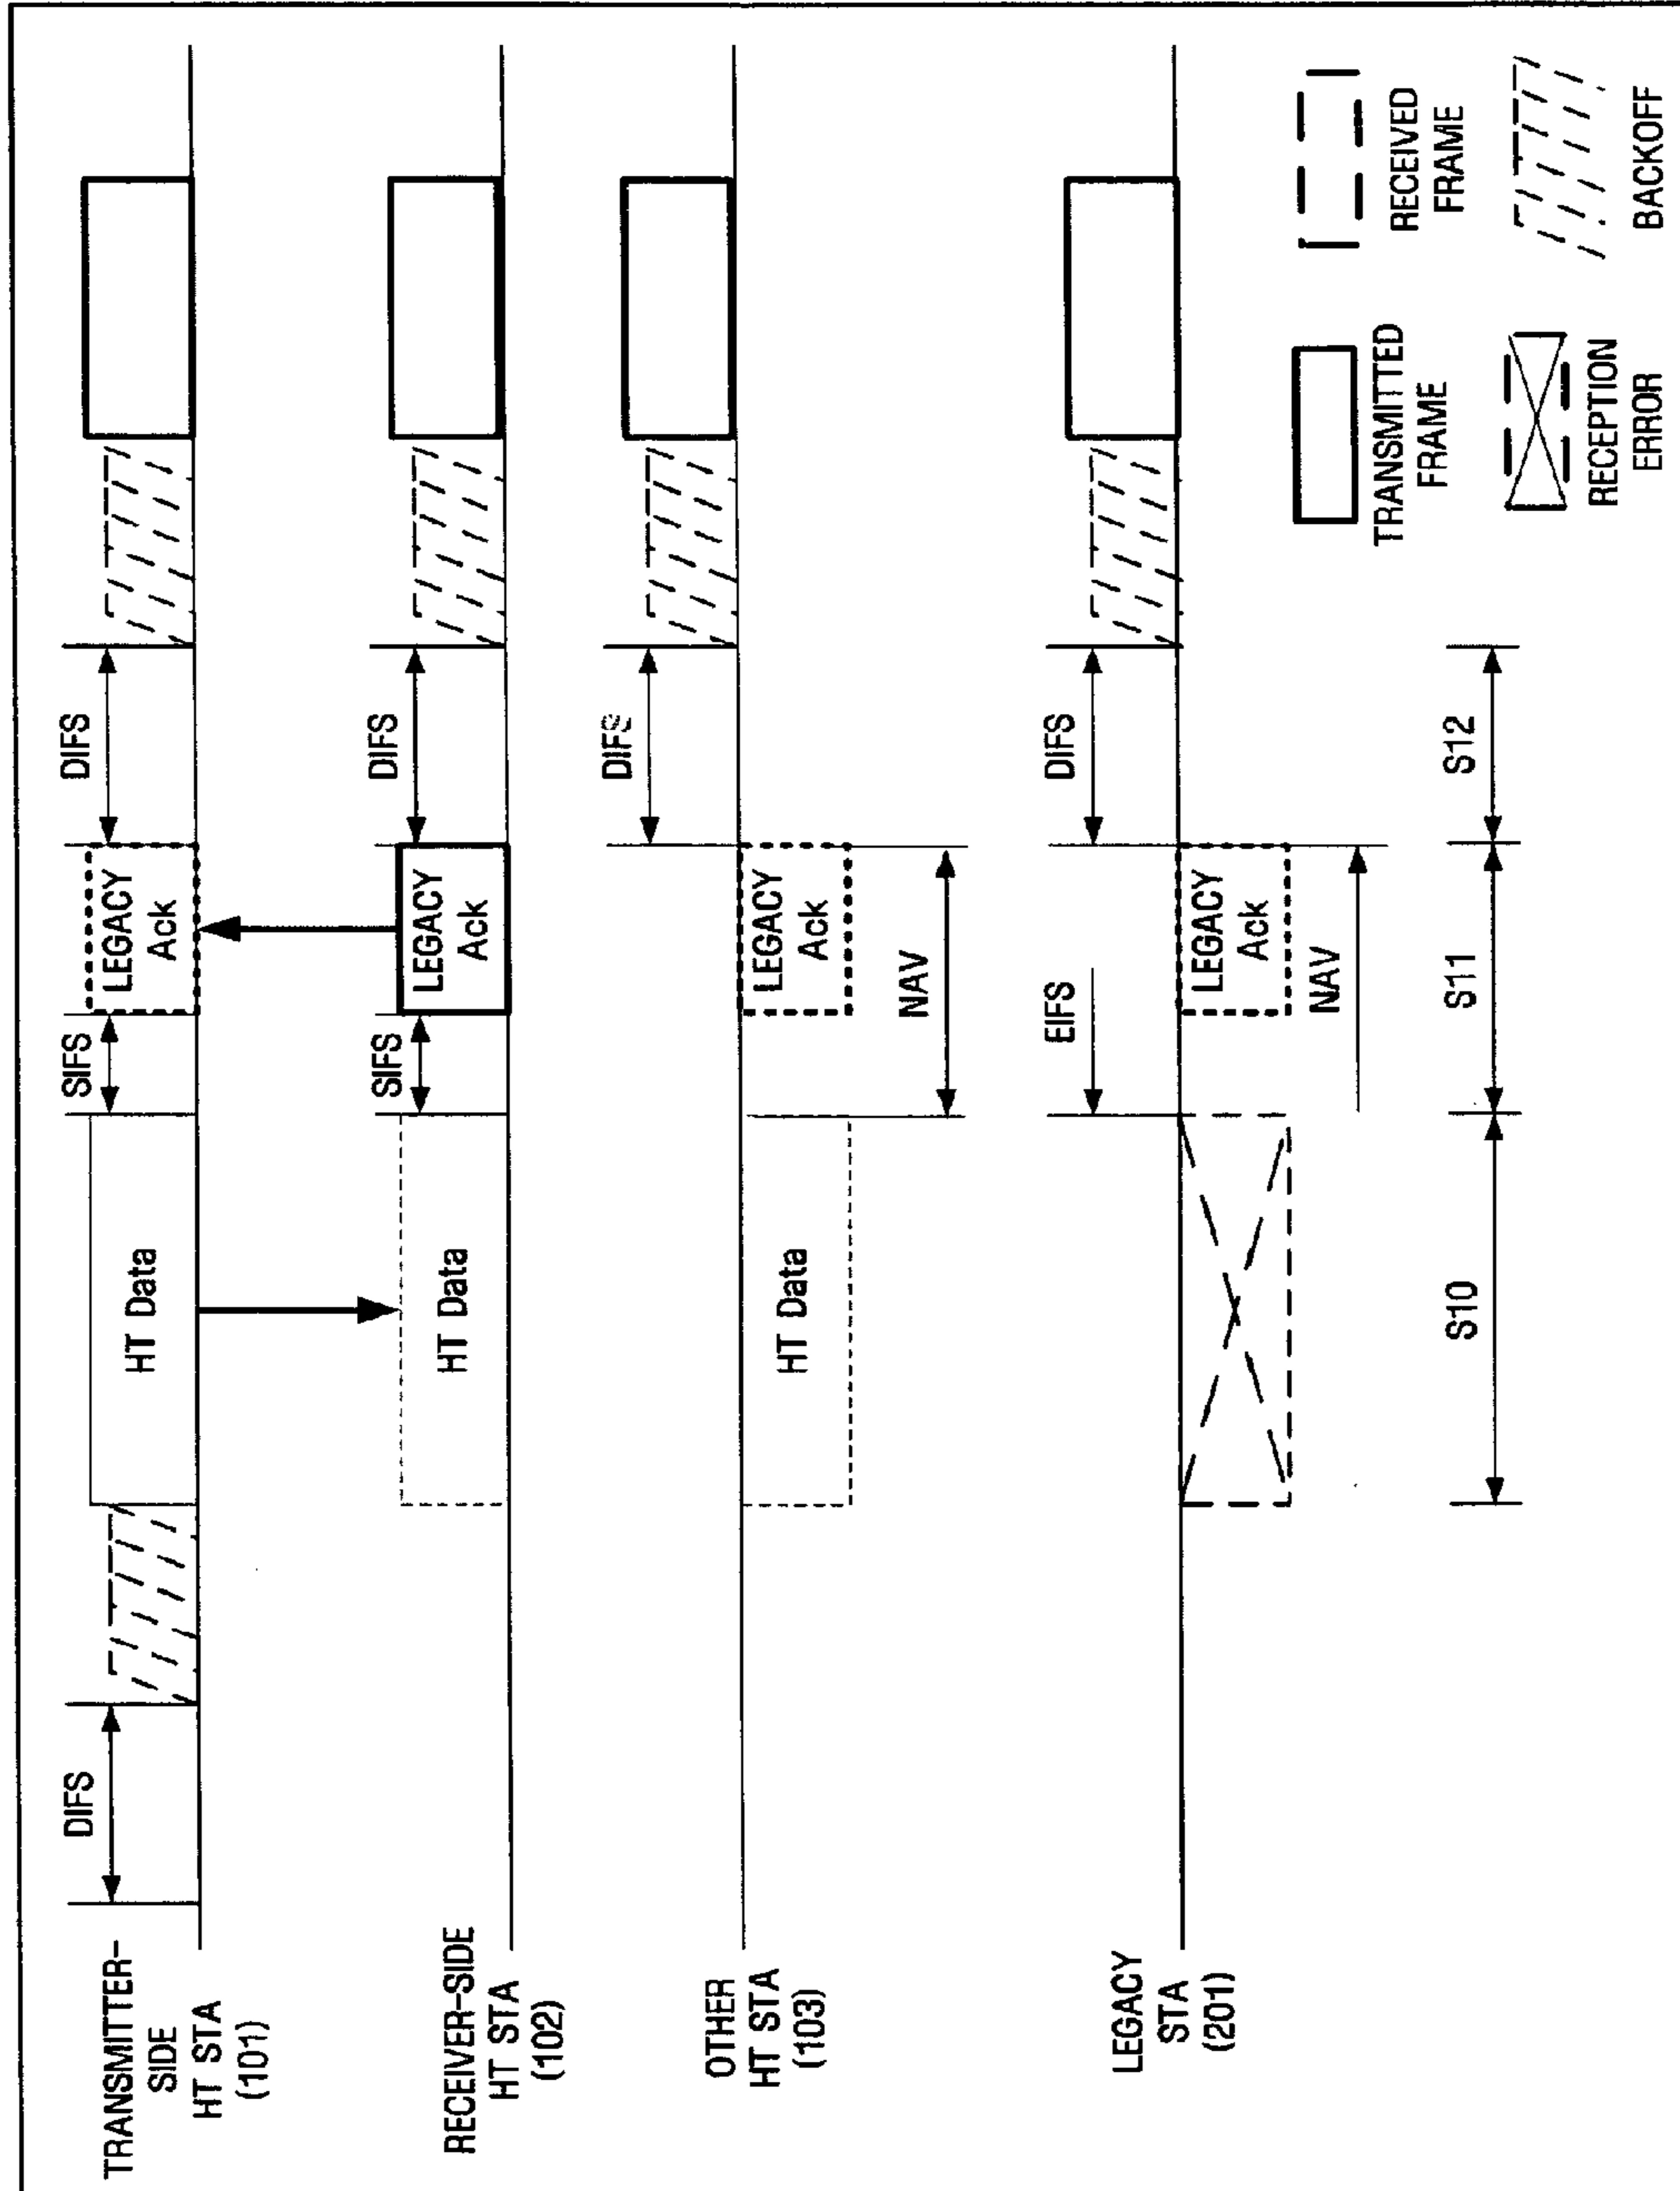 TRANSMITTER-
SIDE
HT STA
(101)
DIFS
HT Data
SIFS
LEGACY
Ack
DIFS
RECEIVER-SIDE
HT STA
(102)
HT Data
SIFS
LEGACY
Ack
DIFS
OTHER
HT STA
(103)
HT Data
LEGACY
Ack
DIFS
NAV
LEGACY
STA
(201)
EIFS
LEGACY
Ack
DIFS
NAV
S10
S11
S12
TRANSMITTED
FRAME
RECEIVED
FRAME
RECEPTION
ERROR
BACKOFF